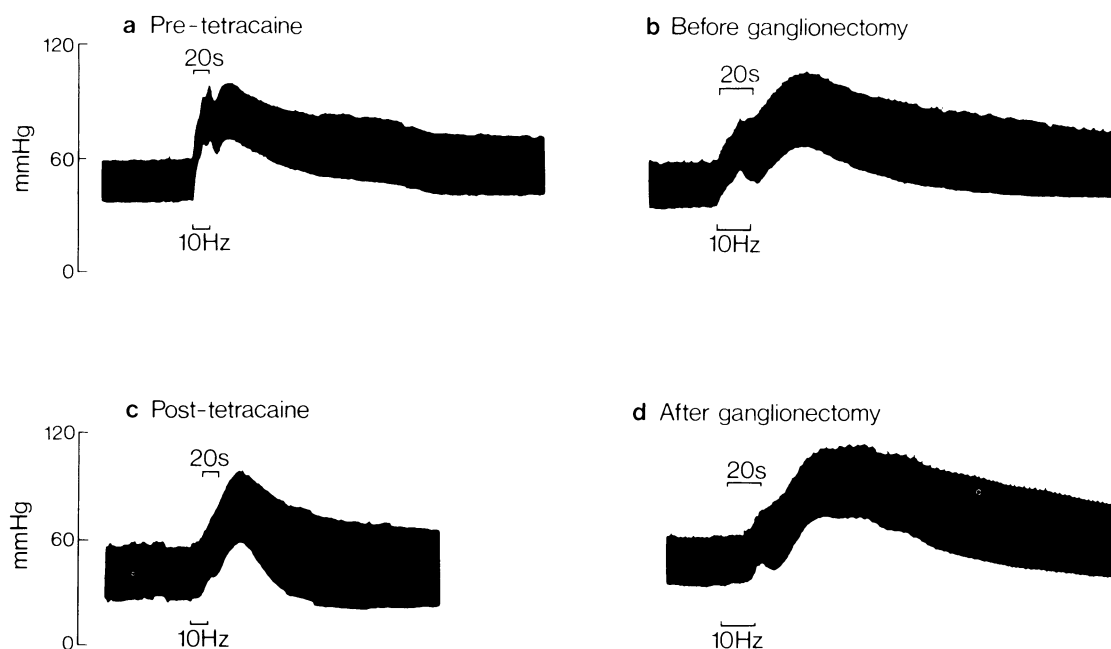 a Pre-tetracaine
120
20s
mmHg
60
10Hz
0
b Before ganglionectomy
20s
10Hz
c Post-tetracaine
120
20s
mmHg
60
10Hz
0
d After ganglionectomy
20s
10Hz